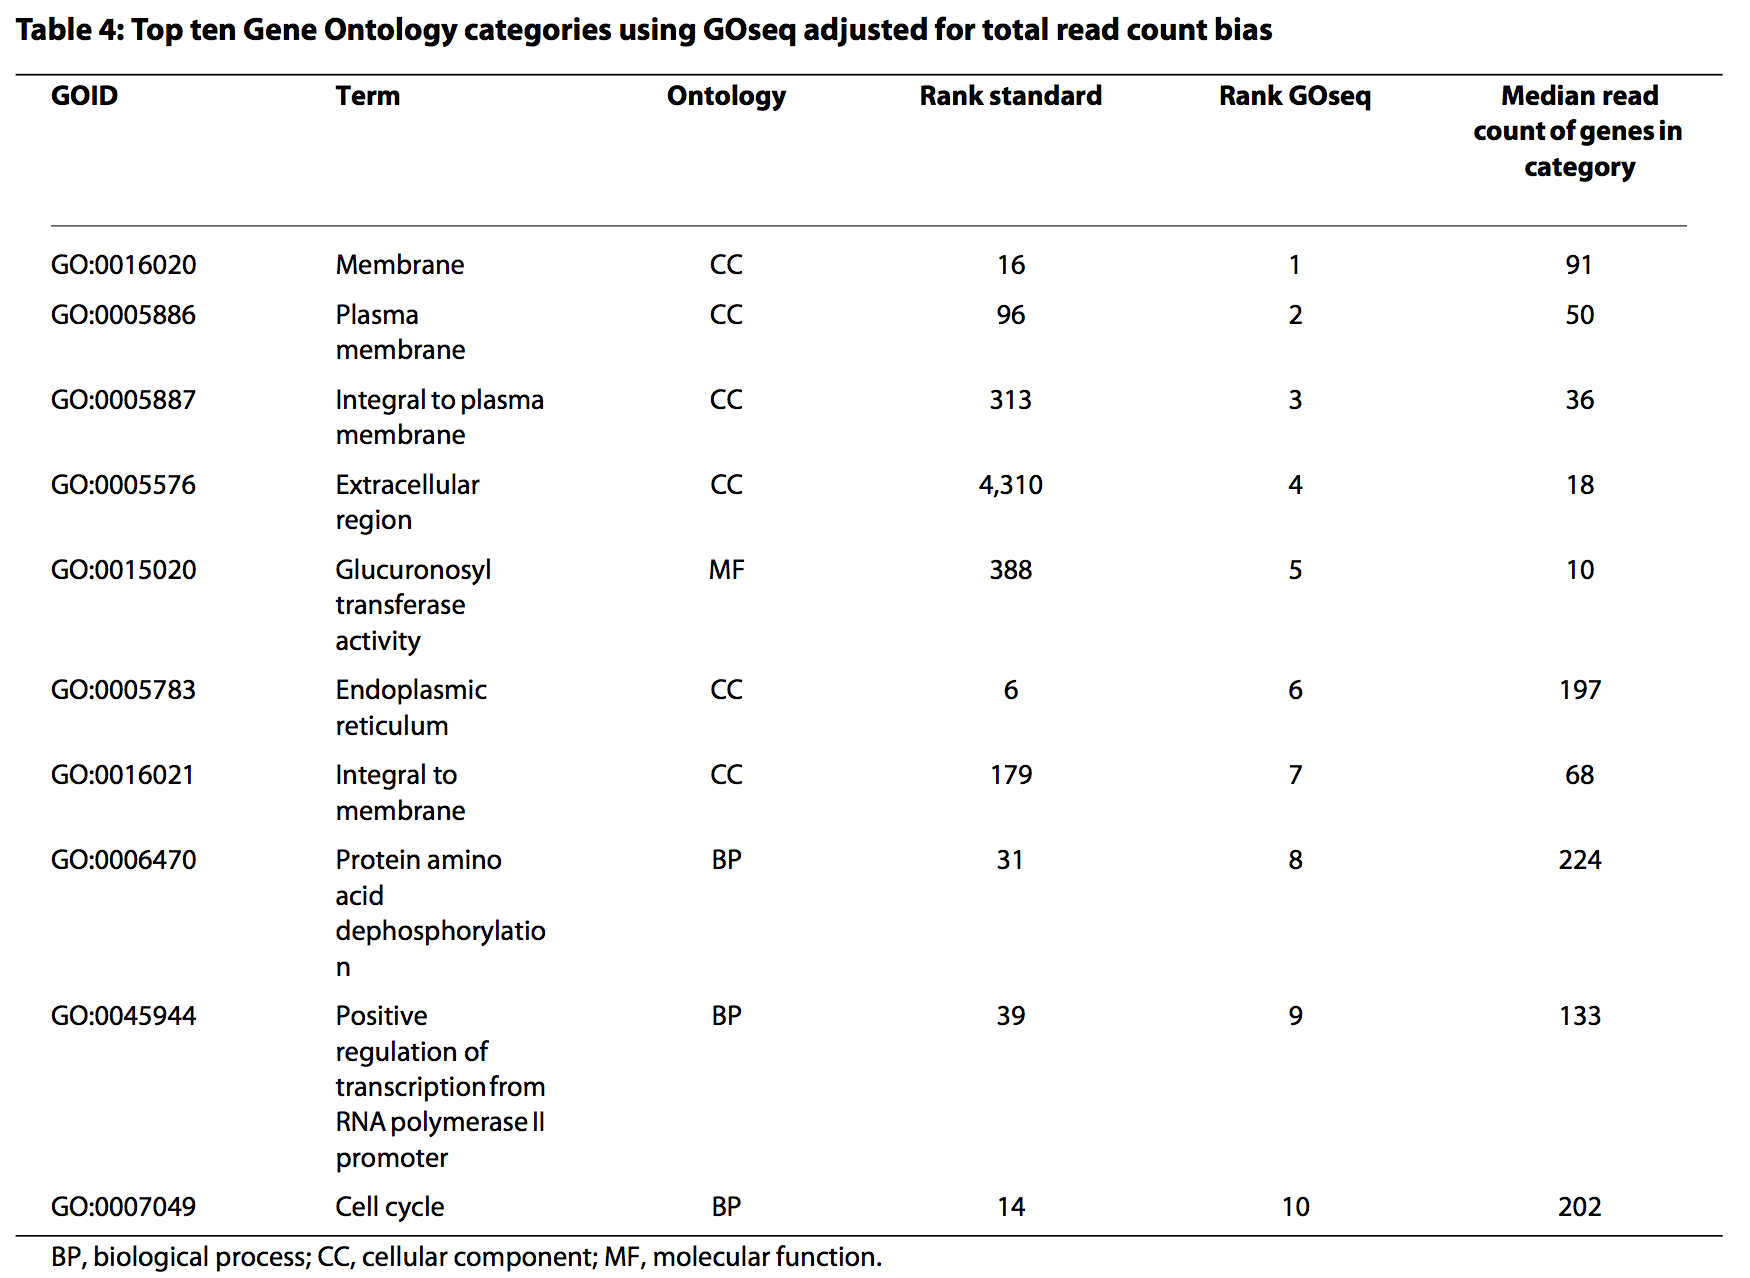 Table 4: Top ten Gene Ontology categories using GOseq adjusted for total read count bias
GOID Term Ontology Rank standard Rank GOseq Median read
count of genes in
category
GO:0016020 Membrane CC 16 1 91
GO:0005886 Plasma CC 96 2 50
membrane
GO:0005887 Integral to plasma CC 313 3 36
membrane
GO:0005576 Extracellular CC 4,310 4 18
region
GO:0015020 Glucuronosyl MF 388 5 10
transferase
activity
GO:0005783 Endoplasmic CC 6 6 197
reticulum
GO:0016021 Integral to CC 179 7 68
membrane
GO:0006470 Protein amino BP 31 8 224
acid
dephosphorylatio
n
GO:0045944 Positive BP 39 9 133
regulation of
transcription from
RNA polymerase II
promoter
GO:0007049 Cell cycle BP 14 10 202
BP, biological process; CC, cellular component; MF, molecular function.